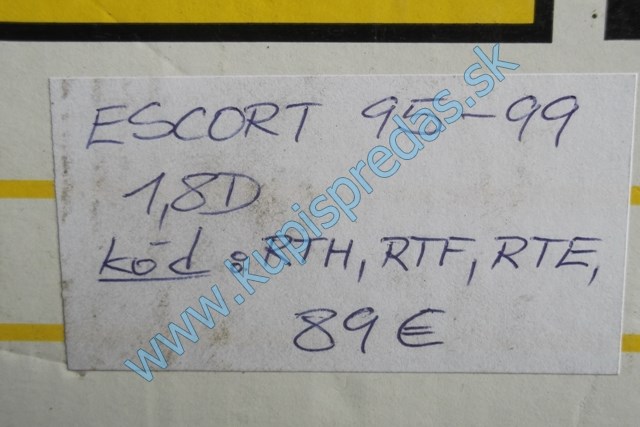 ESCORT 95-99
1,8D
kód: RTH, RTF, RTE,
89 €
www.kupispredas.sk